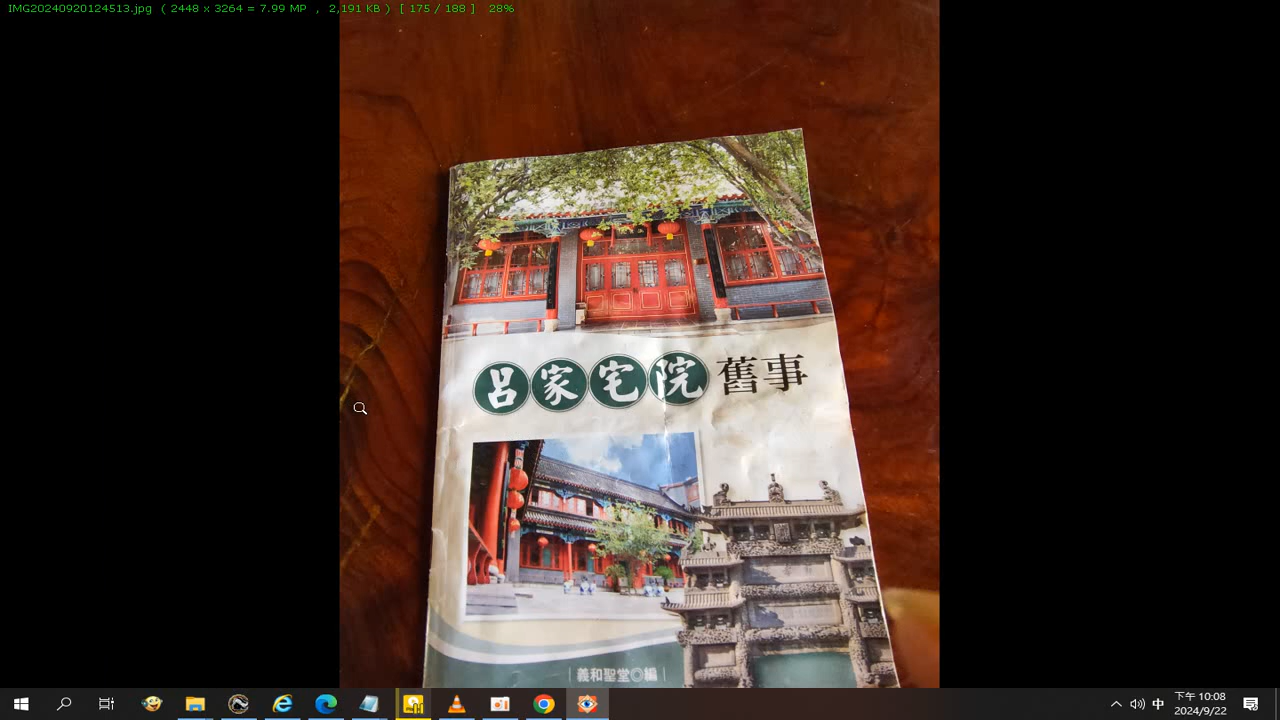 IMG20240920124513.jpg ( 2448 x 3264 = 7.99 MP , 2,191 KB ) [ 175 / 188 ] 28%
呂家宅院舊事
｜義和聖堂◎編｜
中
下午 10:08
2024/9/22